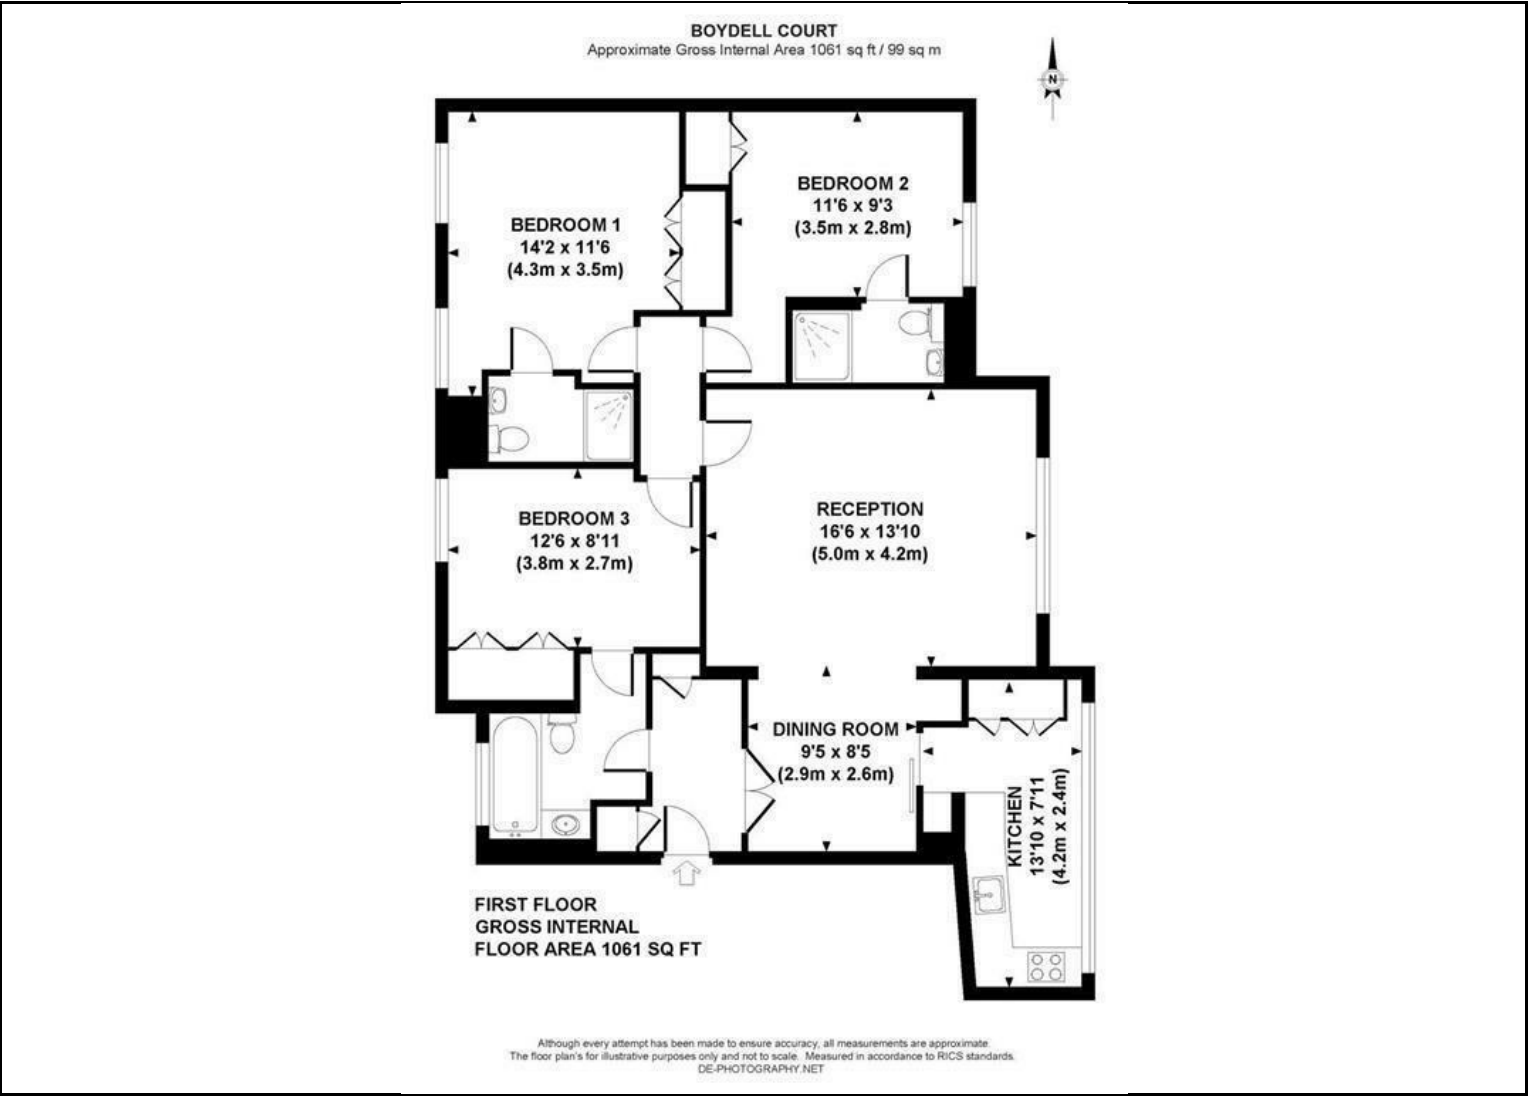 BOYDELL COURT
Approximate Gross Internal Area 1061 sq ft / 99 sq m
N
BEDROOM 2
11'6 x 9'3
(3.5m x 2.8m)
BEDROOM 1
14'2 x 11'6
(4.3m x 3.5m)
RECEPTION
16'6 x 13'10
(5.0m x 4.2m)
BEDROOM 3
12'6 x 8'11
(3.8m x 2.7m)
DINING ROOM
9'5 x 8'5
(2.9m x 2.6m)
KITCHEN
13'10 x 7'11
(4.2m x 2.4m)
FIRST FLOOR
GROSS INTERNAL
FLOOR AREA 1061 SQ FT
Although every attempt has been made to ensure accuracy, all measurements are approximate.
The floor plan's for illustrative purposes only and not to scale. Measured in accordance to RICS standards.
DE-PHOTOGRAPHY.NET